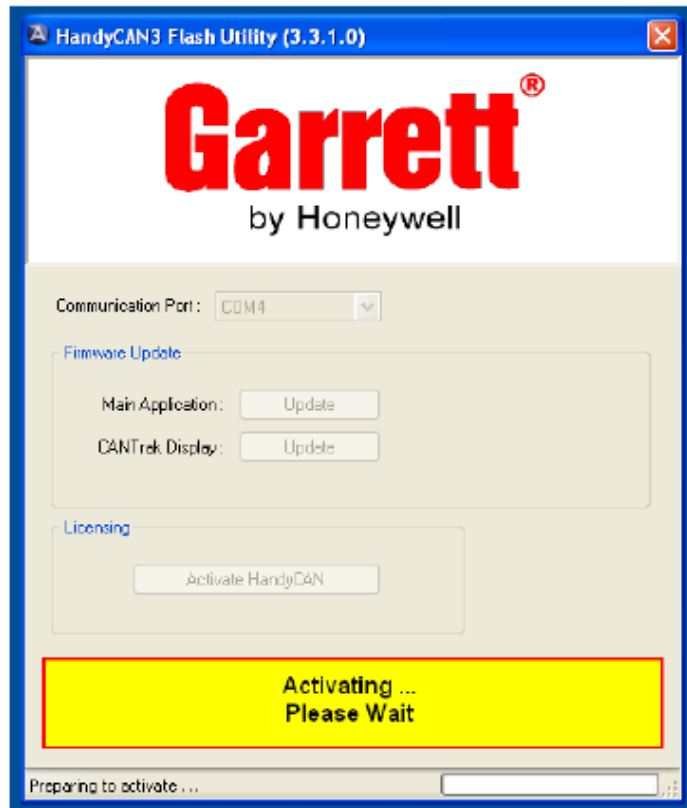 HandyCAN3 Flash Utility (3.3.1.0)
Garrett®
by Honeywell
Communication Port: COM4
Firmware Update
Main Application: Update
CANTrek Display: Update
Licensing
Activate HandyCAN
Activating ...
Please Wait
Preparing to activate ...